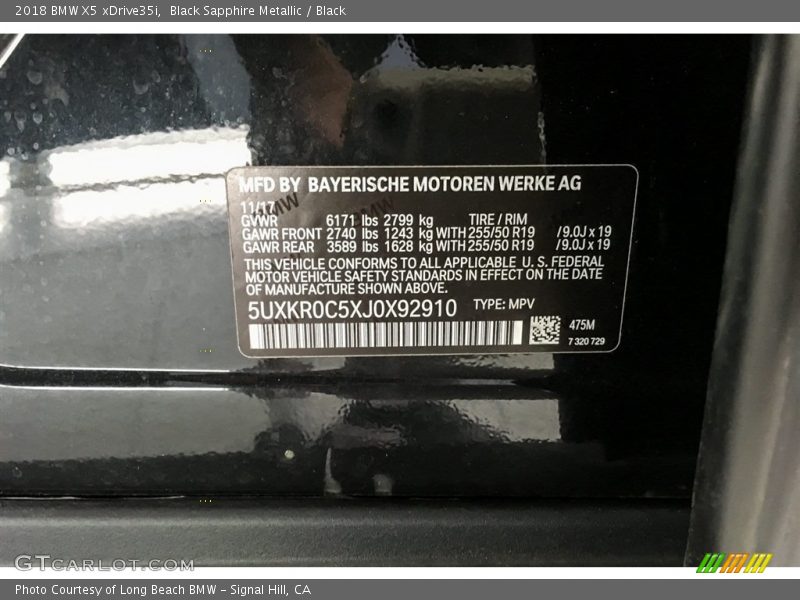 2018 BMW X5 xDrive35i,  Black Sapphire Metallic / Black
MFD BY BAYERISCHE MOTOREN WERKE AG
11/17
GVWR 6171 lbs 2799 kg TIRE / RIM
GAWR FRONT 2740 lbs 1243 kg WITH 255/50 R19 /9.0J x 19
GAWR REAR 3589 lbs 1628 kg WITH 255/50 R19 /9.0J x 19
THIS VEHICLE CONFORMS TO ALL APPLICABLE U. S. FEDERAL
MOTOR VEHICLE SAFETY STANDARDS IN EFFECT ON THE DATE
OF MANUFACTURE SHOWN ABOVE.
5UXKR0C5XJ0X92910 TYPE: MPV
475M
7 320 729
GTCARLOT.COM
Photo Courtesy of Long Beach BMW - Signal Hill, CA